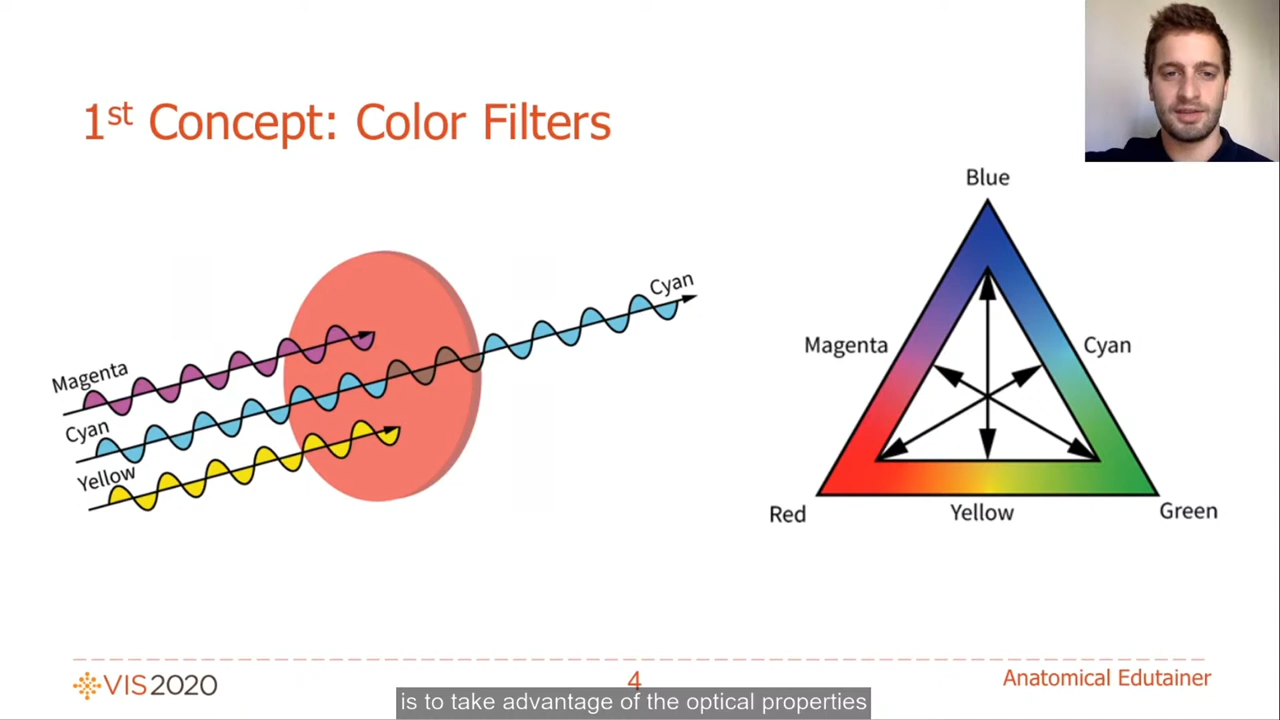 1st Concept: Color Filters
Blue
Cyan
Magenta
Magenta
Cyan
Cyan
Yellow
Red
Yellow
Green
VIS2020
4
Anatomical Edutainer
is to take advantage of the optical properties